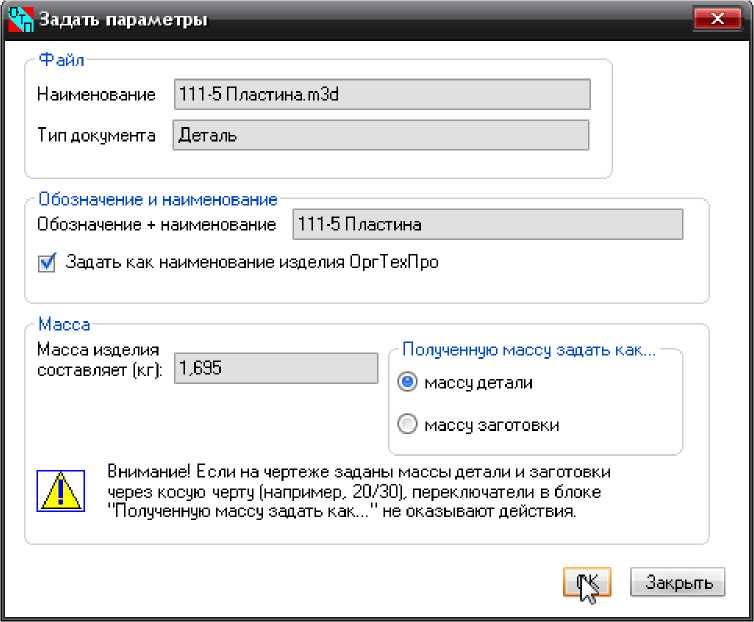 ОТП
Задать параметры
Файл
Наименование 111-5 Пластина.m3d
Тип документа Деталь
Обозначение и наименование
Обозначение + наименование 111-5 Пластина
Задать как наименование изделия ОргТехПро
Масса
Масса изделия
составляет (кг): 1,695
Полученную массу задать как...
массу детали
массу заготовки
Внимание! Если на чертеже заданы массы детали и заготовки
через косую черту (например, 20/30), переключатели в блоке
"Полученную массу задать как..." не оказывают действия.
OK Закрыть